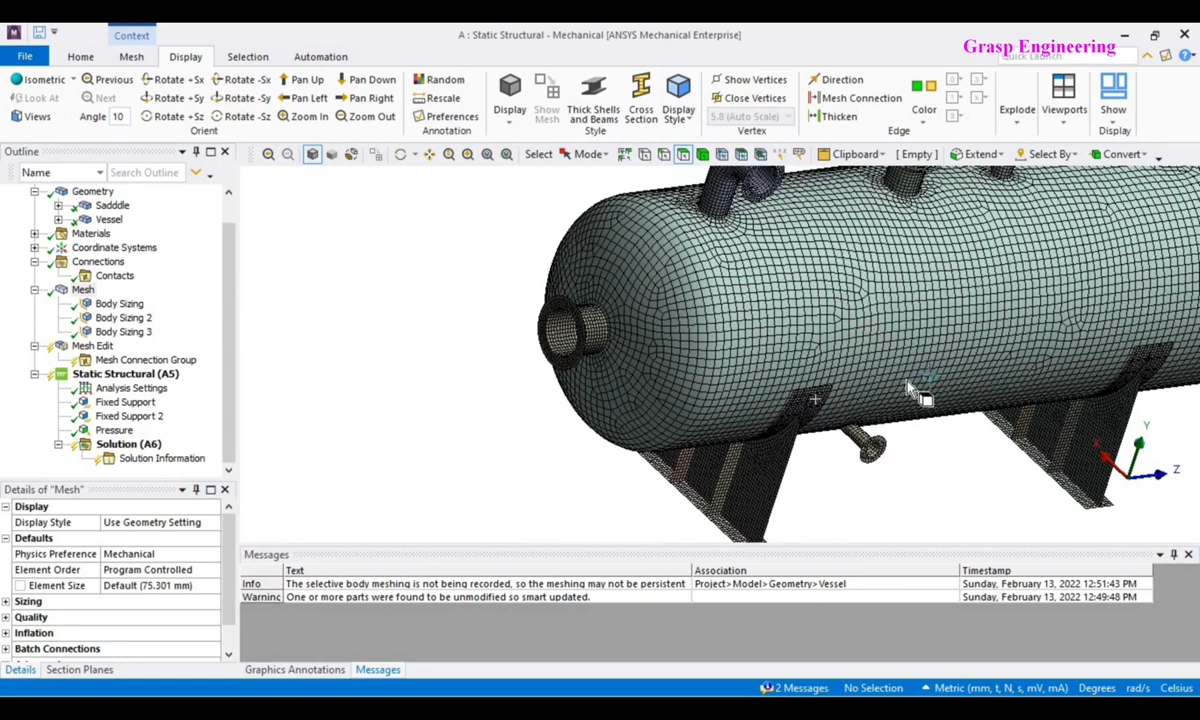 Context
A : Static Structural - Mechanical [ANSYS Mechanical Enterprise]
Grasp Engineering
File Home Mesh Display Selection Automation
Quick Launch
Isometric Previous Rotate +Sx Rotate -Sx Pan Up Pan Down Random Show Vertices Direction
Look At Next Rotate +Sy Rotate -Sy Pan Left Pan Right Rescale Close Vertices Mesh Connection
Views Angle 10 Rotate +Sz Rotate -Sz Zoom In Zoom Out Preferences 5.8 (Auto Scale) Thicken
Display Show Mesh Thick Shells and Beams Cross Section Display Style Color Explode Viewports Show
Orient Annotation Style Vertex Edge Display
Outline
Select Mode Clipboard [ Empty ] Extend Select By Convert
Name Search Outline
Geometry
Sadddle
Vessel
Materials
Coordinate Systems
Connections
Contacts
Mesh
Body Sizing
Body Sizing 2
Body Sizing 3
Mesh Edit
Mesh Connection Group
Static Structural (A5)
Analysis Settings
Fixed Support
Fixed Support 2
Pressure
Solution (A6)
Solution Information
Y
X
Z
Details of "Mesh"
Display
Display Style Use Geometry Setting
Defaults
Physics Preference Mechanical
Element Order Program Controlled
Element Size Default (75.301 mm)
Sizing
Quality
Inflation
Batch Connections
Details Section Planes
Messages
Text Association Timestamp
Info The selective body meshing is not being recorded, so the meshing may not be persistent Project>Model>Geometry>Vessel Sunday, February 13, 2022 12:51:43 PM
Warninc One or more parts were found to be unmodified so smart updated. Sunday, February 13, 2022 12:49:48 PM
Graphics Annotations Messages
2 Messages No Selection Metric (mm, t, N, s, mV, mA) Degrees rad/s Celsius